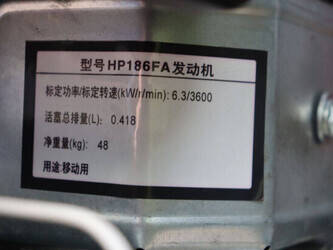 型号HP186FA发动机
标定功率/标定转速(kW/r/min): 6.3/3600
活塞总排量(L): 0.418
净重量(kg): 48
用途:移动用